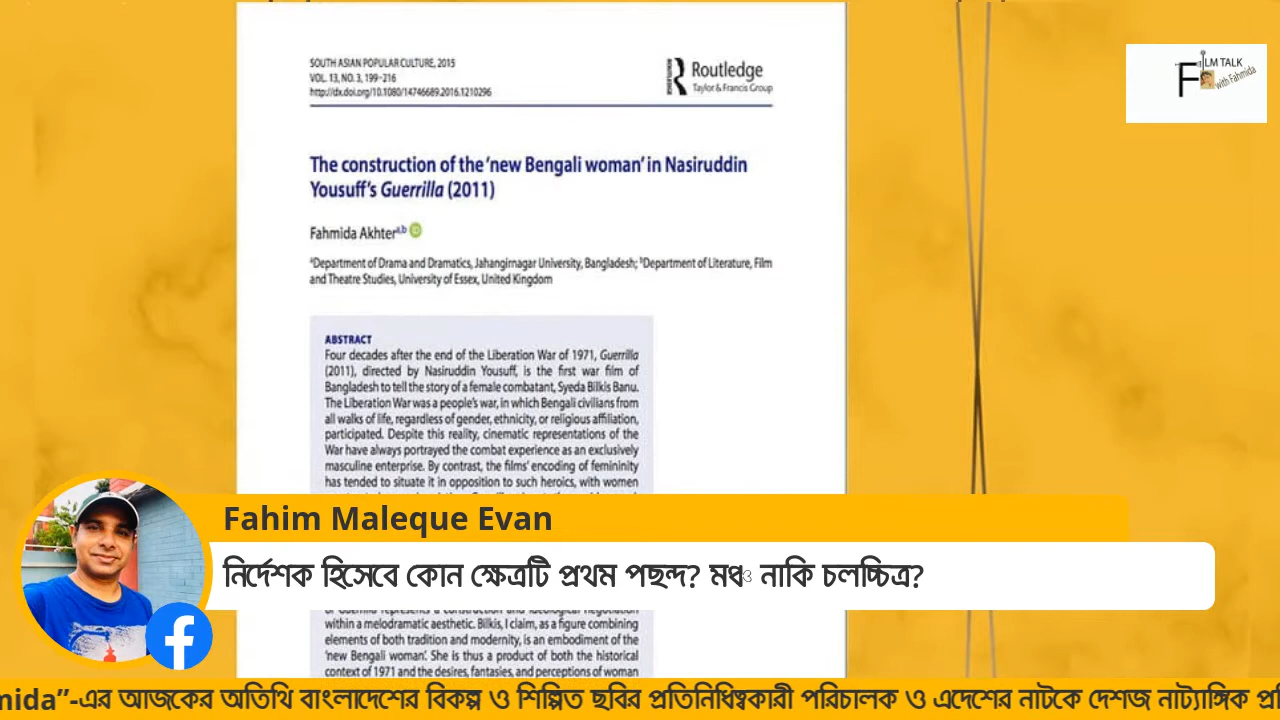 SOUTH ASIAN POPULAR CULTURE, 2015
VOL. 13, NO. 3, 199–216
http://dx.doi.org/10.1080/14746689.2016.1210296
Routledge
Taylor & Francis Group
FILM TALK
with Fahmida
The construction of the 'new Bengali woman' in Nasiruddin
Yousuff's Guerrilla (2011)
Fahmida Akhter a,b
aDepartment of Drama and Dramatics, Jahangirnagar University, Bangladesh; bDepartment of Literature, Film
and Theatre Studies, University of Essex, United Kingdom
ABSTRACT
Four decades after the end of the Liberation War of 1971, Guerrilla
(2011), directed by Nasiruddin Yousuff, is the first war film of
Bangladesh to tell the story of a female combatant, Syeda Bilkis Banu.
The Liberation War was a people's war, in which Bengali civilians from
all walks of life, regardless of gender, ethnicity, or religious affiliation,
participated. Despite this reality, cinematic representations of the
War have always portrayed the combat experience as an exclusively
masculine enterprise. By contrast, the films' encoding of femininity
has tended to situate it in opposition to such heroics, with women
Fahim Maleque Evan
নির্দেশক হিসেবে কোন ক্ষেত্রটি প্রথম পছন্দ? মঞ্চ নাকি চলচ্চিত্র?
of Guerrilla represents a construction and ideological negotiation
within a melodramatic aesthetic. Bilkis, I claim, as a figure combining
elements of both tradition and modernity, is an embodiment of the
'new Bengali woman'. She is thus a product of both the historical
context of 1971 and the desires, fantasies, and perceptions of woman
mida”-এর আজকের অতিথি বাংলাদেশের বিকল্প ও শিল্পিত ছবির প্রতিনিধিত্বকারী পরিচালক ও এদেশের নাটকে দেশজ নাট্যাঙ্গিক